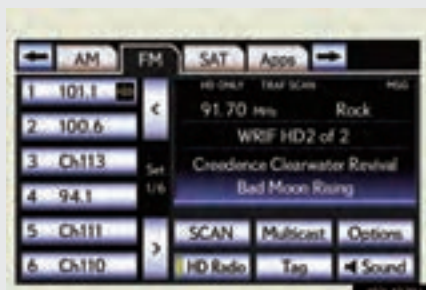 AM FM SAT Apps
1 101.1
2 100.6
3 Ch113
4 94.1
5 Ch111
6 Ch110
Set
1/6
HD ONLY TRAF SCAN MSG
91.70 MHz Rock
WRIF HD2 of 2
Creedence Clearwater Revival
Bad Moon Rising
SCAN Multicast Options
HD Radio Tag Sound